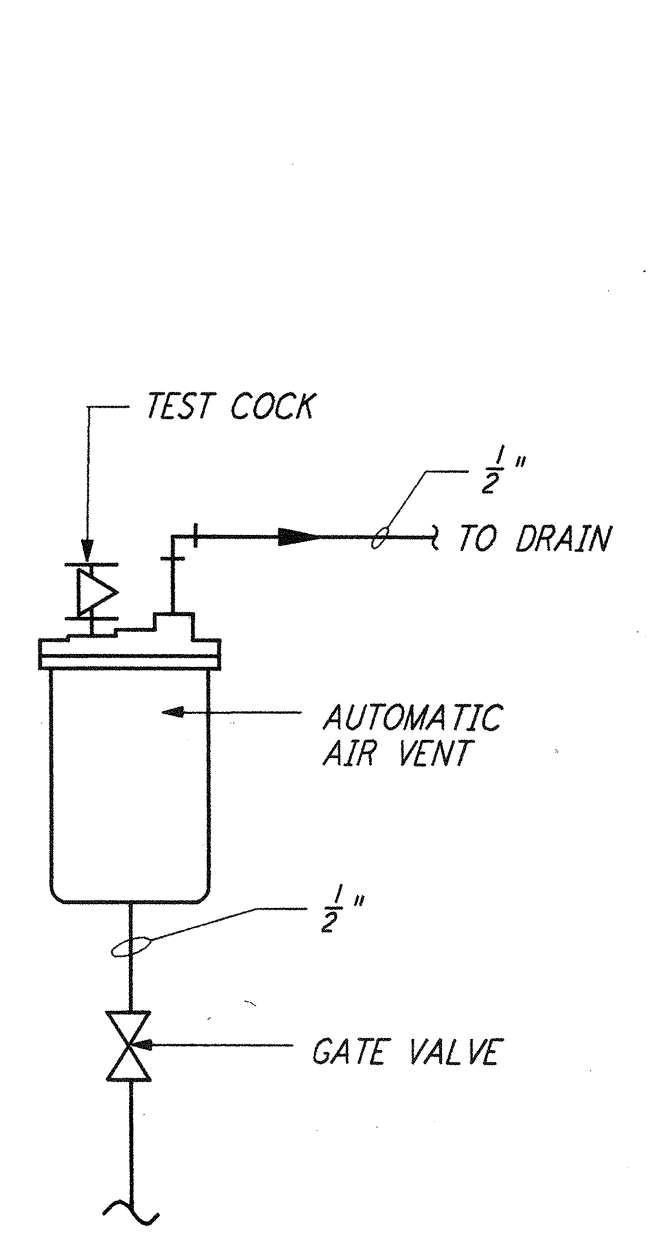 TEST COCK
1/2"
TO DRAIN
AUTOMATIC
AIR VENT
1/2"
GATE VALVE